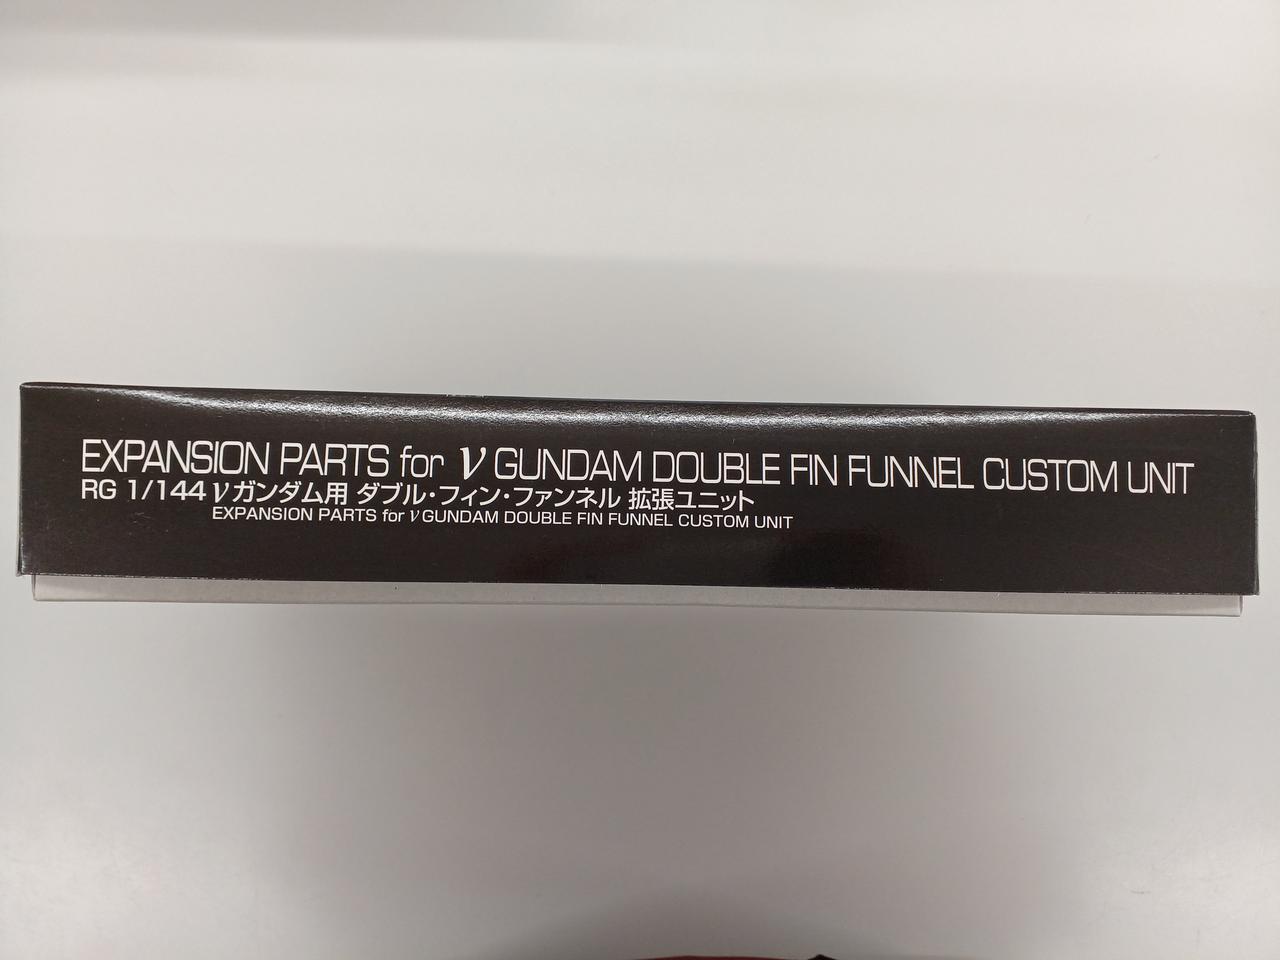 EXPANSION PARTS for ν GUNDAM DOUBLE FIN FUNNEL CUSTOM UNIT
RG 1/144 νガンダム用 ダブル・フィン・ファンネル 拡張ユニット
EXPANSION PARTS for ν GUNDAM DOUBLE FIN FUNNEL CUSTOM UNIT